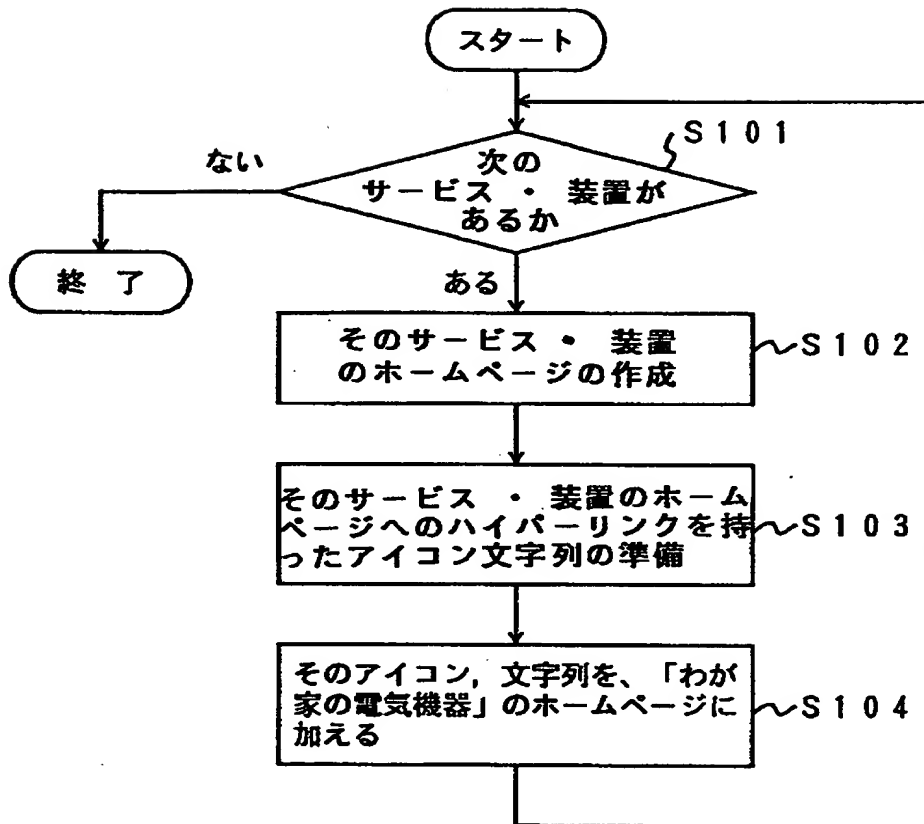 スタート
S101
ない
次の
サービス・装置が
あるか
終了
ある
そのサービス・装置
のホームページの作成
S102
そのサービス・装置のホーム
ページへのハイパーリンクを持
ったアイコン文字列の準備
S103
そのアイコン,文字列を、「わが
家の電気機器」のホームページに
加える
S104